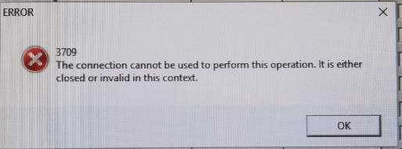 ERROR
3709
The connection cannot be used to perform this operation. It is either
closed or invalid in this context.
OK